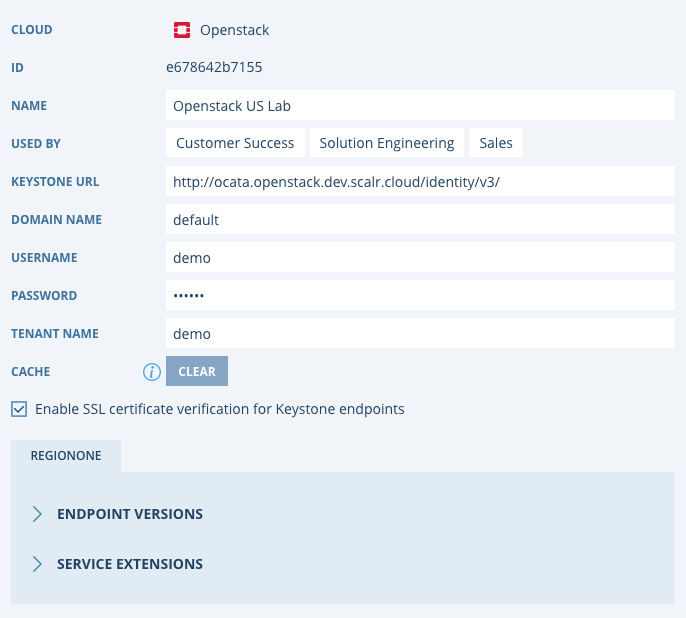 CLOUD Openstack
ID e678642b7155
NAME Openstack US Lab
USED BY Customer Success Solution Engineering Sales
KEYSTONE URL http://ocata.openstack.dev.scalr.cloud/identity/v3/
DOMAIN NAME default
USERNAME demo
PASSWORD ••••••
TENANT NAME demo
CACHE i CLEAR
Enable SSL certificate verification for Keystone endpoints
REGIONONE
ENDPOINT VERSIONS
SERVICE EXTENSIONS